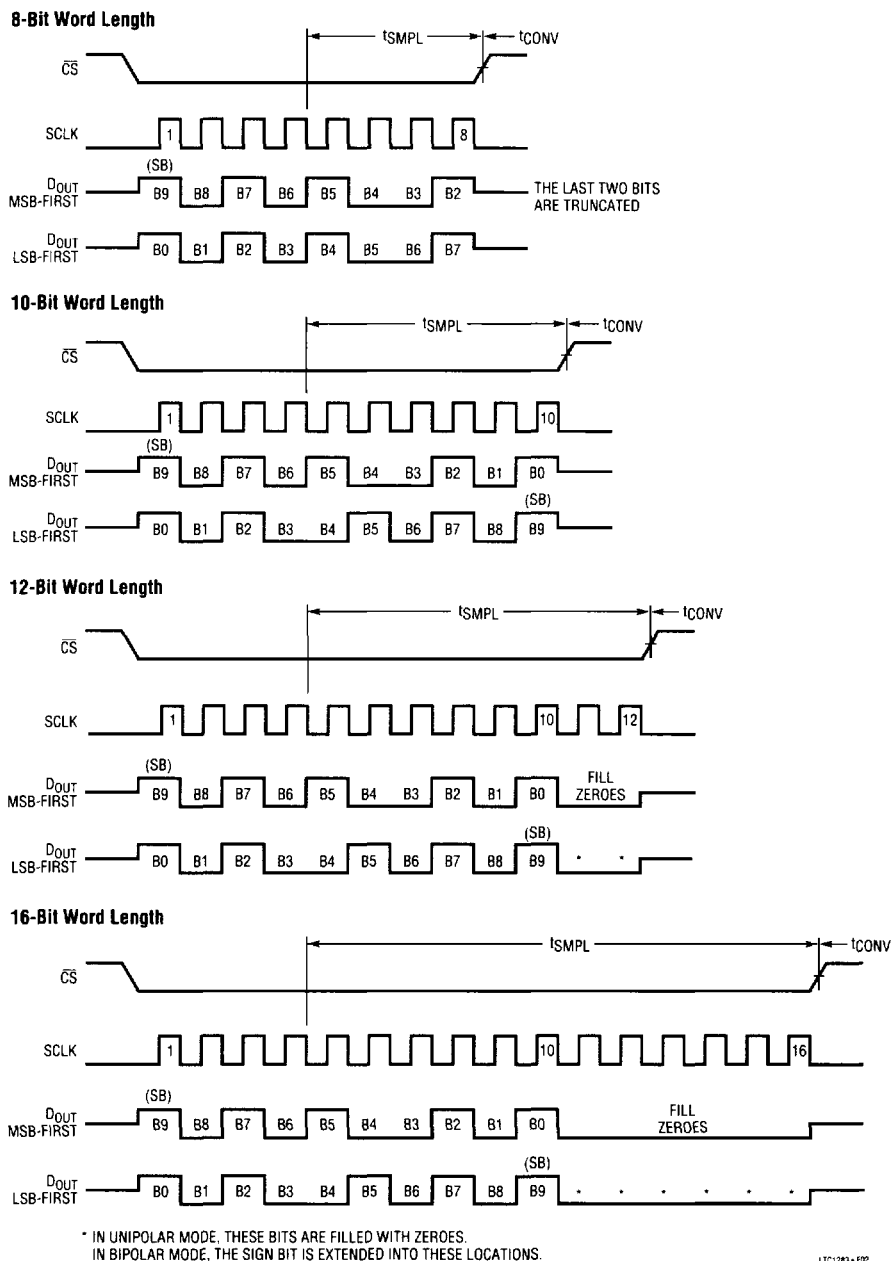 8-Bit Word Length
tSMPL tCONV
CS
SCLK 1 8
(SB)
DOUT
MSB-FIRST B9 B8 B7 B6 B5 B4 B3 B2 THE LAST TWO BITS
ARE TRUNCATED
DOUT
LSB-FIRST B0 B1 B2 B3 B4 B5 B6 B7
10-Bit Word Length
tSMPL tCONV
CS
SCLK 1 10
(SB)
DOUT
MSB-FIRST B9 B8 B7 B6 B5 B4 B3 B2 B1 B0
(SB)
DOUT
LSB-FIRST B0 B1 B2 B3 B4 B5 B6 B7 B8 B9
12-Bit Word Length
tSMPL tCONV
CS
SCLK 1 10 12
(SB)
DOUT
MSB-FIRST B9 B8 B7 B6 B5 B4 B3 B2 B1 B0 FILL
ZEROES
(SB)
DOUT
LSB-FIRST B0 B1 B2 B3 B4 B5 B6 B7 B8 B9 * *
16-Bit Word Length
tSMPL tCONV
CS
SCLK 1 10 16
(SB)
DOUT
MSB-FIRST B9 B8 B7 B6 B5 B4 B3 B2 B1 B0 FILL
ZEROES
(SB)
DOUT
LSB-FIRST B0 B1 B2 B3 B4 B5 B6 B7 B8 B9 * * * * * *
* IN UNIPOLAR MODE, THESE BITS ARE FILLED WITH ZEROES.
IN BIPOLAR MODE, THE SIGN BIT IS EXTENDED INTO THESE LOCATIONS.
LTC1283 • F02